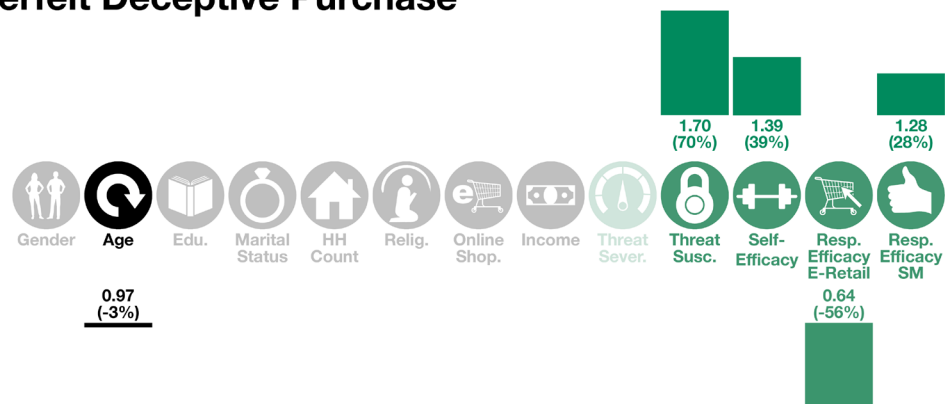 erfeit Deceptive Purchase
1.70
(70%)
1.39
(39%)
1.28
(28%)
e
Gender
Age
Edu.
Marital
Status
HH
Count
Relig.
Online
Shop.
Income
Threat
Sever.
Threat
Susc.
Self-
Efficacy
Resp.
Efficacy
E-Retail
Resp.
Efficacy
SM
0.97
(-3%)
0.64
(-56%)